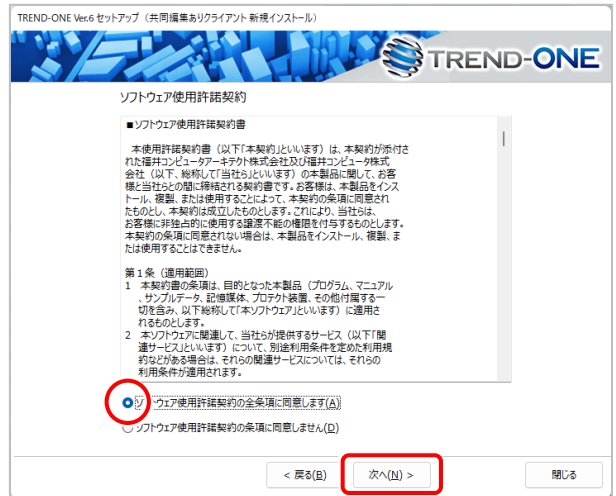 TREND-ONE Ver.6 セットアップ（共同編集ありクライアント 新規インストール）
TREND-ONE
ソフトウェア使用許諾契約
■ソフトウェア使用許諾契約書
本使用許諾契約書（以下「本契約」といいます）は、本契約が添付さ
れた福井コンピュータアーキテクト株式会社及び福井コンピュータ株式
会社（以下、総称して「当社ら」といいます）の本製品に関して、お客
様と当社らとの間に締結される契約書です。お客様は、本製品をインス
トール、複製、または使用することによって、本契約の条項に同意され
たものとし、本契約は成立したものとします。これにより、当社らは、
お客様に非独占的に使用する譲渡不能の権限を付与するものとします。
本契約の条項に同意されない場合は、本製品をインストール、複製、ま
たは使用することはできません。
第１条（適用範囲）
1　本契約書の条項は、目的となった本製品（プログラム、マニュアル
、サンプルデータ、記憶媒体、プロテクト装置、その他付属する一
切を含み、以下総称して「本ソフトウェア」といいます）に適用さ
れるものとします。
2　本ソフトウェアに関連して、当社らが提供するサービス（以下「関
連サービス」といいます）について、別途利用条件を定めた利用規
約などがある場合は、それらの関連サービスについては、それらの
利用条件が適用されます。
ソフトウェア使用許諾契約の全条項に同意します(A)
ソフトウェア使用許諾契約の条項に同意しません(D)
< 戻る(B)
次へ(N) >
閉じる